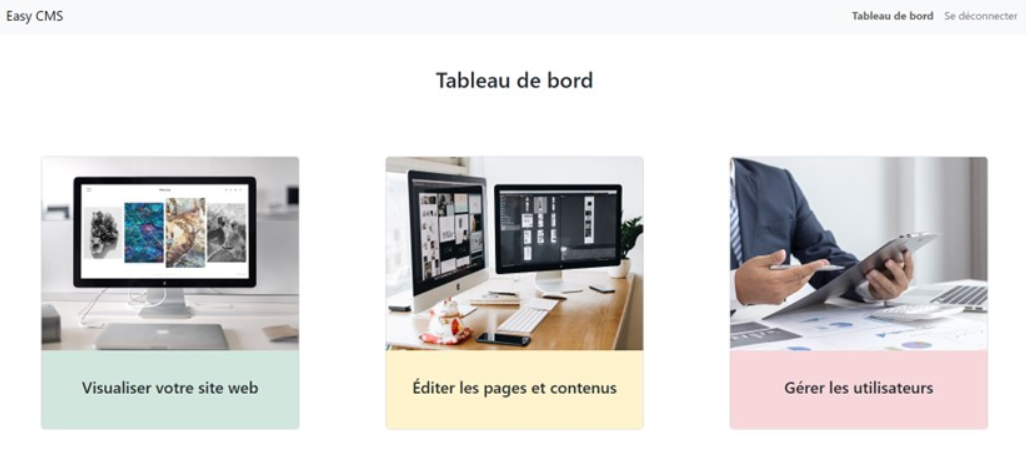 Easy CMS
Tableau de bord Se déconnecter
Tableau de bord
Visualiser votre site web
Éditer les pages et contenus
Gérer les utilisateurs